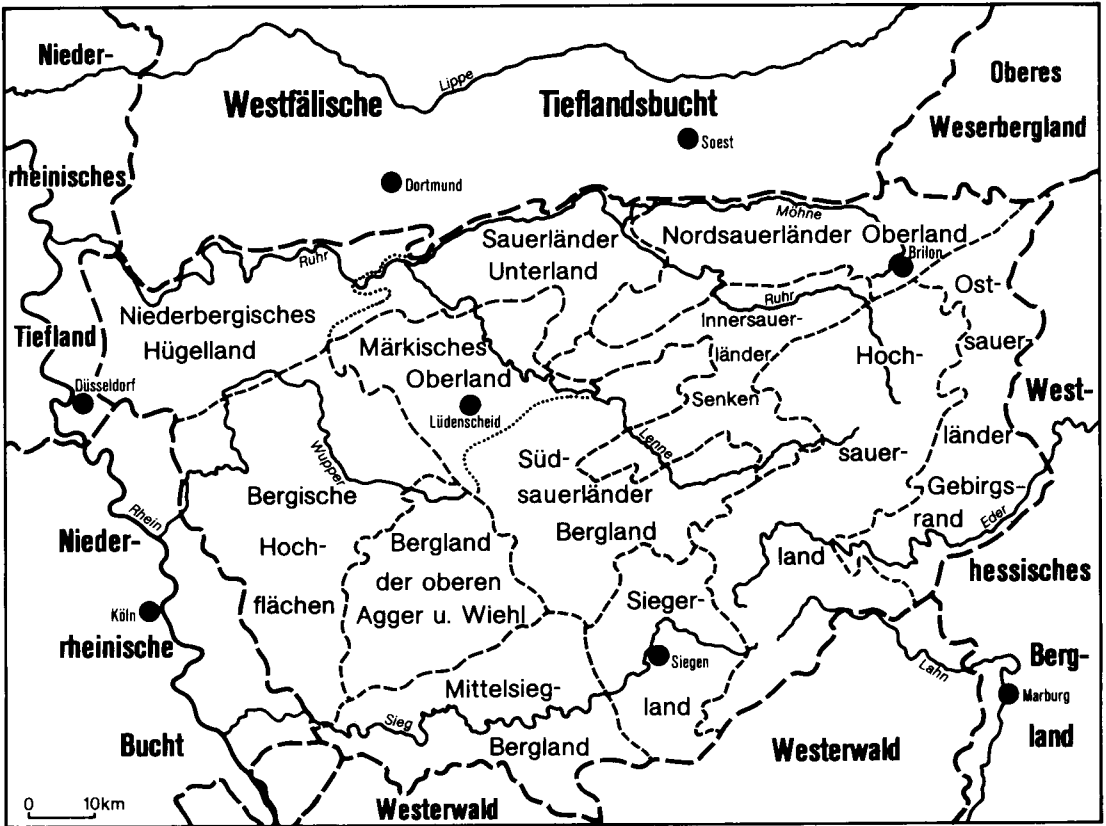 Nieder-
rheinisches
Tiefland
Westfälische Tieflandsbucht
Oberes
Weserbergland
Lippe
Soest
Dortmund
Möhne
Sauerländer
Unterland
Nordsauerländer Oberland
Brilon
Ruhr
Ruhr
Niederbergisches
Hügelland
Innersauer-
länder
Senken
Ost-
sauer-
länder
Gebirgs-
rand
Märkisches
Oberland
Hoch-
sauer-
land
Düsseldorf
Lüdenscheid
West-
hessisches
Berg-
land
Wupper
Lenne
Süd-
sauerländer
Bergland
Bergische
Hoch-
flächen
Rhein
Eder
Nieder-
rheinische
Bucht
Bergland
der oberen
Agger u. Wiehl
Köln
Sieger-
land
Siegen
Lahn
Marburg
Mittelsieg-
Bergland
Sieg
Westerwald
Westerwald
0 10km